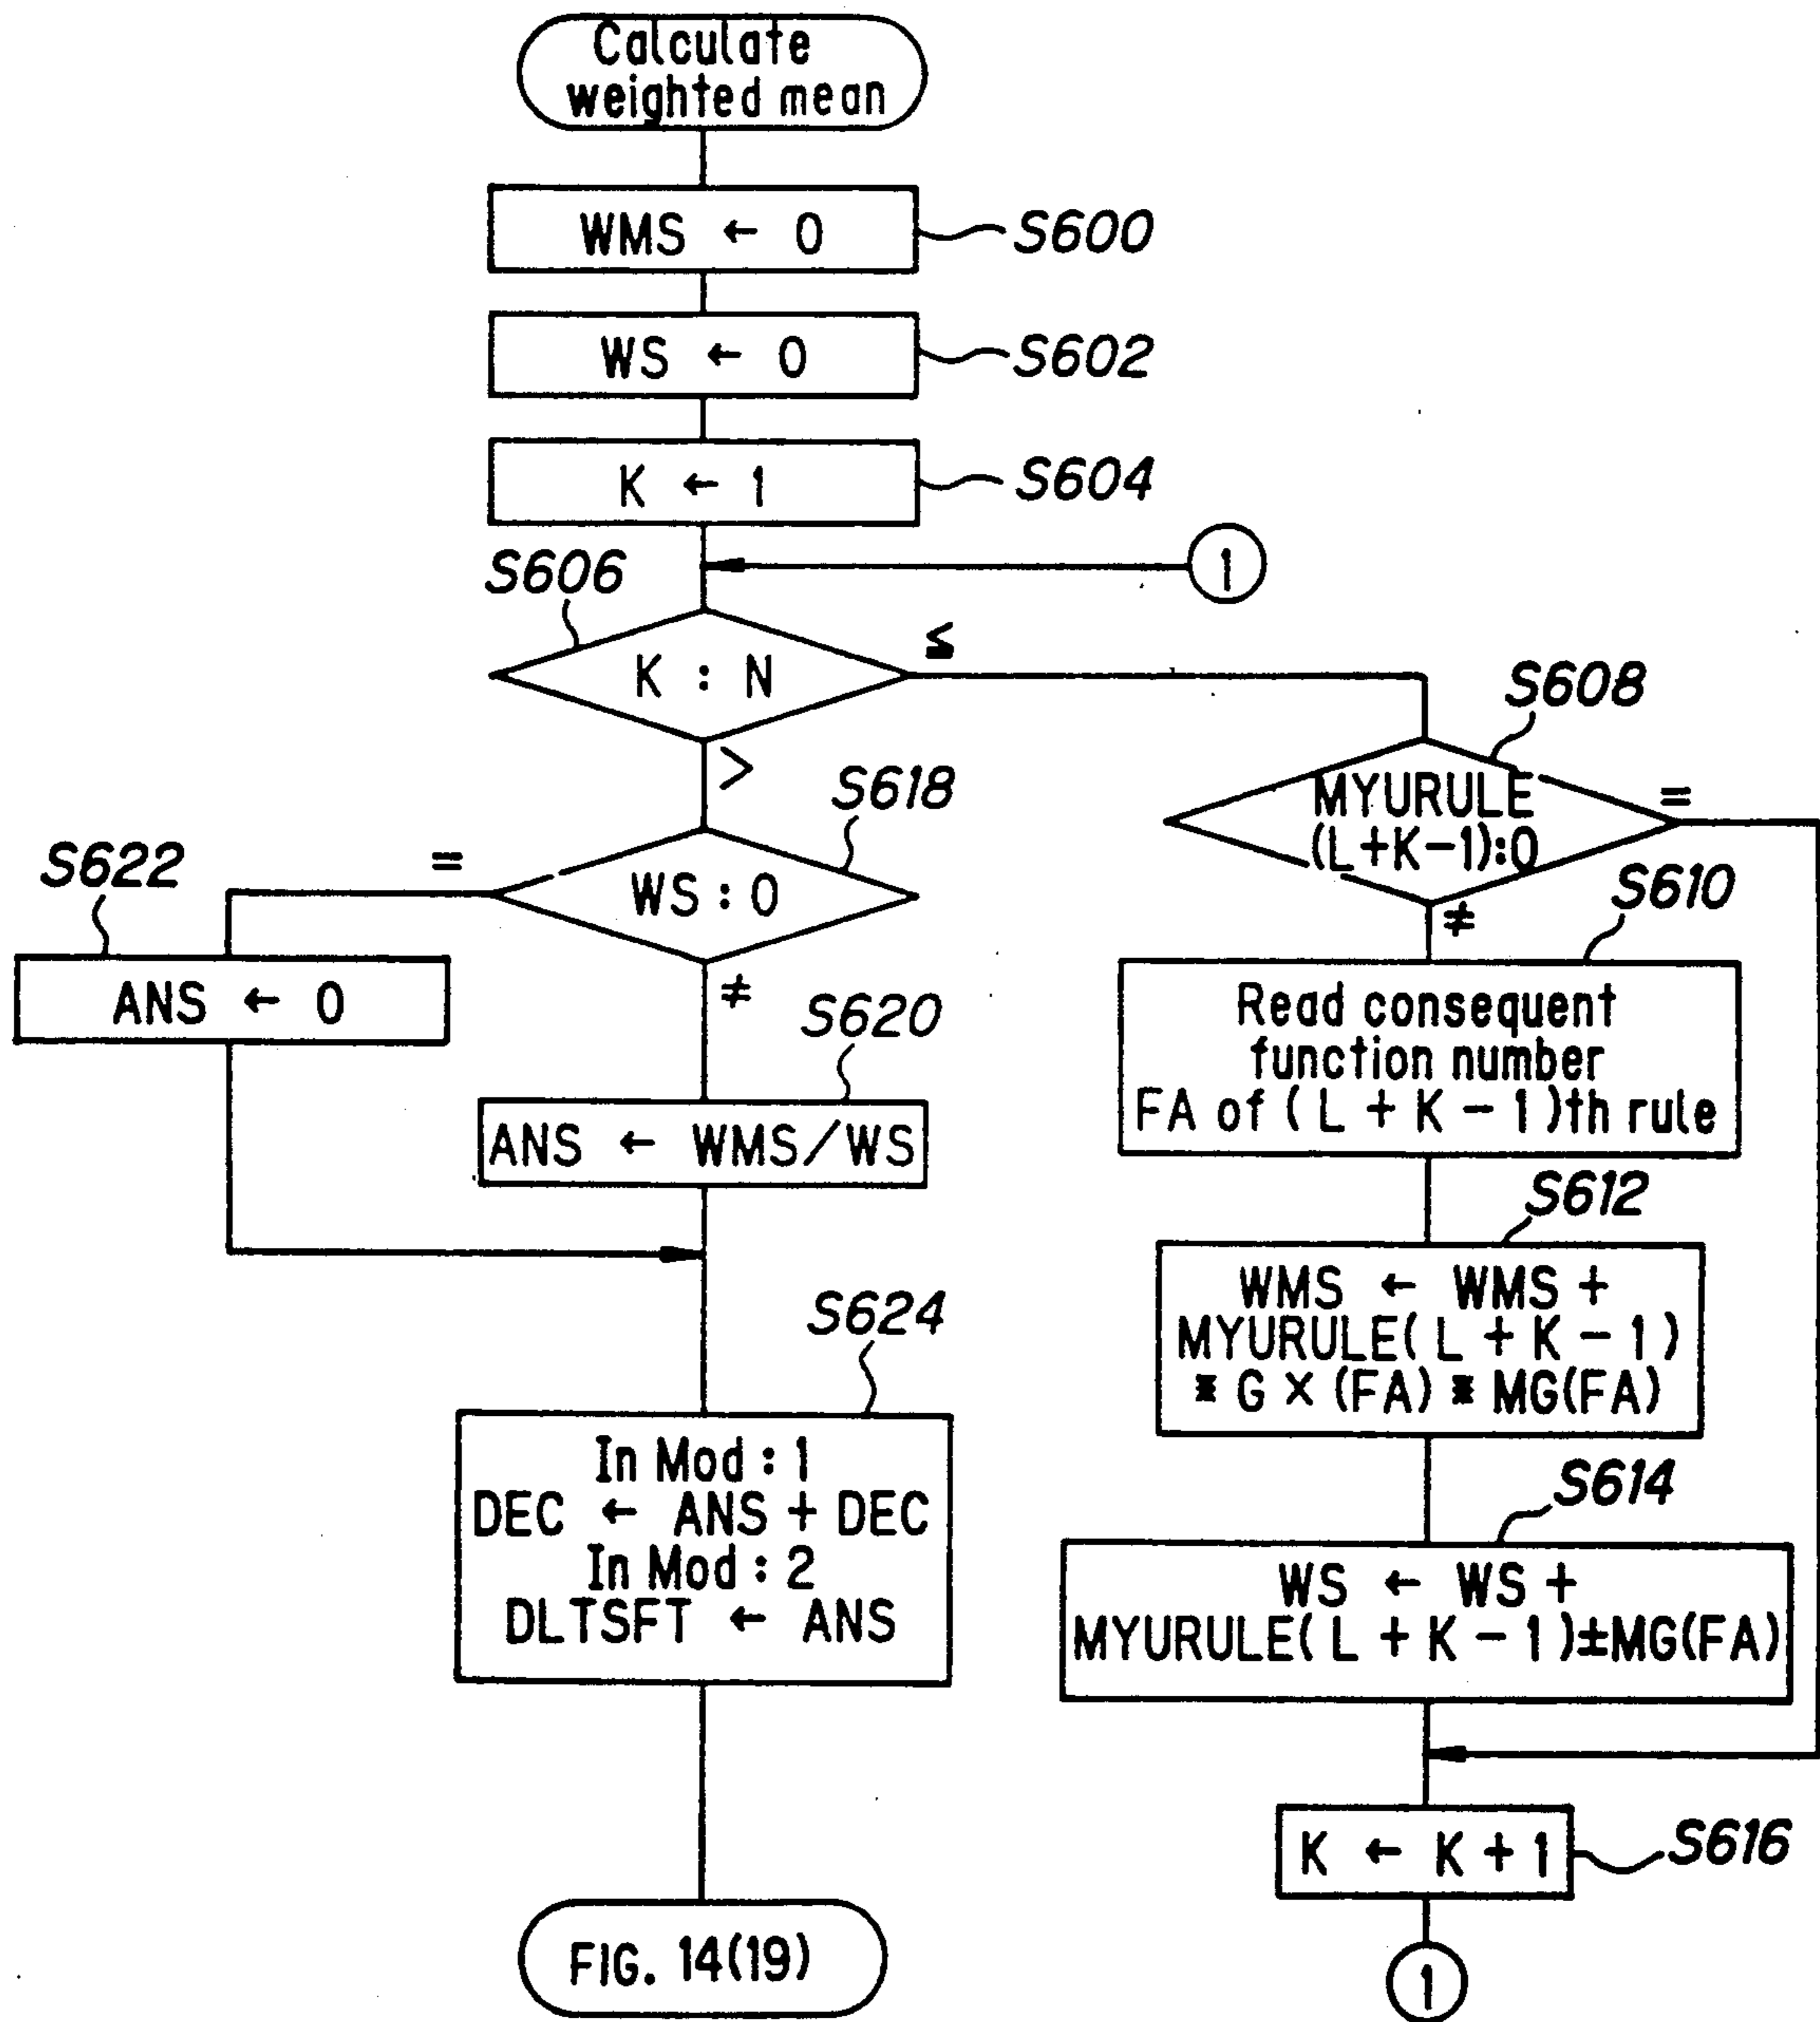 Calculate
weighted mean
WMS ← 0
S600
WS ← 0
S602
K ← 1
S604
1
S606
K : N
≦
>
S608
MYURULE
(L+K−1):0
=
≠
S618
WS : 0
=
≠
S622
ANS ← 0
S620
ANS ← WMS/WS
S610
Read consequent
function number
FA of ( L + K − 1 )th rule
S612
WMS ← WMS +
MYURULE( L + K − 1 )
* G × (FA) * MG(FA)
S614
WS ← WS +
MYURULE( L + K − 1 )±MG(FA)
S624
In Mod : 1
DEC ← ANS + DEC
In Mod : 2
DLTSFT ← ANS
K ← K + 1
S616
FIG. 14(19)
1